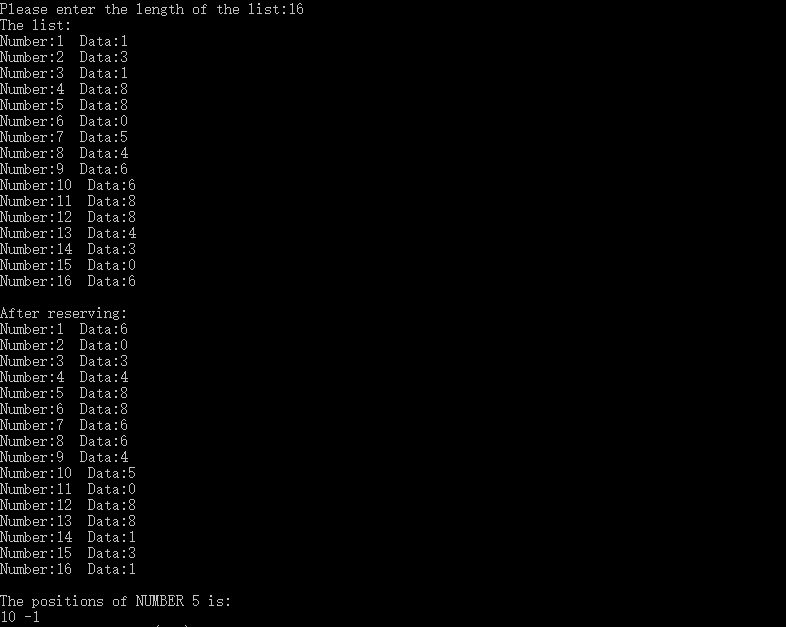 Please enter the length of the list:16
The list:
Number:1  Data:1
Number:2  Data:3
Number:3  Data:1
Number:4  Data:8
Number:5  Data:8
Number:6  Data:0
Number:7  Data:5
Number:8  Data:4
Number:9  Data:6
Number:10  Data:6
Number:11  Data:8
Number:12  Data:8
Number:13  Data:4
Number:14  Data:3
Number:15  Data:0
Number:16  Data:6
After reserving:
Number:1  Data:6
Number:2  Data:0
Number:3  Data:3
Number:4  Data:4
Number:5  Data:8
Number:6  Data:8
Number:7  Data:6
Number:8  Data:6
Number:9  Data:4
Number:10  Data:5
Number:11  Data:0
Number:12  Data:8
Number:13  Data:8
Number:14  Data:1
Number:15  Data:3
Number:16  Data:1
The positions of NUMBER 5 is:
10 -1